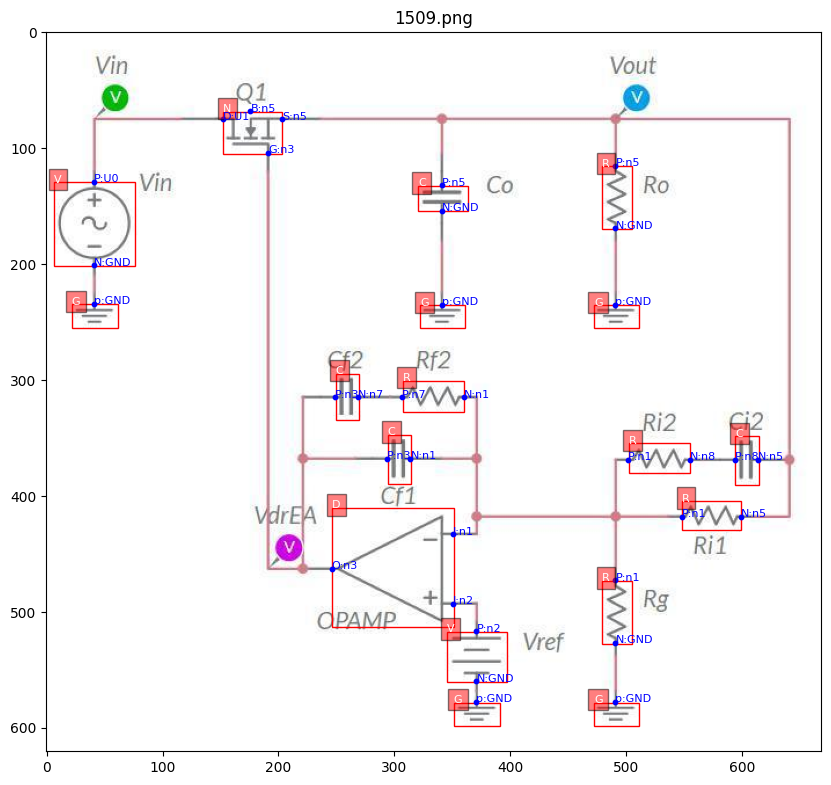 1509.png
Vin
Vout
V
V
Q1
N
D:U1
B:n5
S:n5
G:n3
V
P:U0
Vin
N:GND
G
p:GND
C
P:n5
Co
N:GND
G
p:GND
R
P:n5
Ro
N:GND
G
p:GND
Cf2
Rf2
C
P:n3
N:n7
R
P:n7
N:n1
C
P:n3
N:n1
Cf1
Ri2
Ci2
R
P:n1
N:n8
C
P:n8
N:n5
R
P:n1
N:n5
Ri1
VdrEA
V
D
O:n3
I:n1
I:n2
OPAMP
V
P:n2
Vref
N:GND
G
p:GND
R
P:n1
Rg
N:GND
G
p:GND
0
100
200
300
400
500
600
0
100
200
300
400
500
600